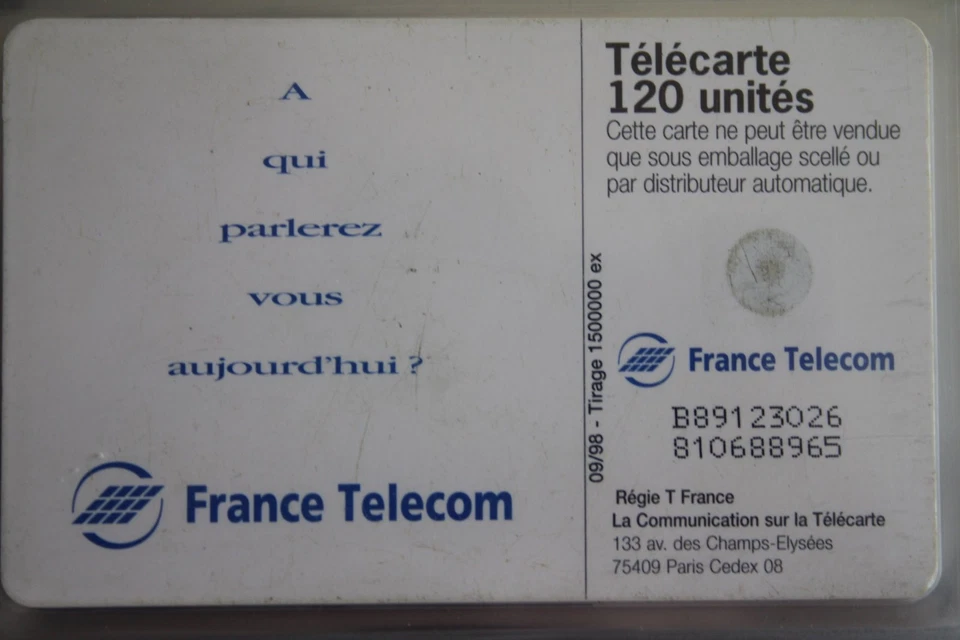 A
qui
parlerez
vous
aujourd'hui ?
France Telecom
09/98 - Tirage 1500000 ex
Télécarte
120 unités
Cette carte ne peut être vendue
que sous emballage scellé ou
par distributeur automatique.
France Telecom
B89123026
810688965
Régie T France
La Communication sur la Télécarte
133 av. des Champs-Elysées
75409 Paris Cedex 08